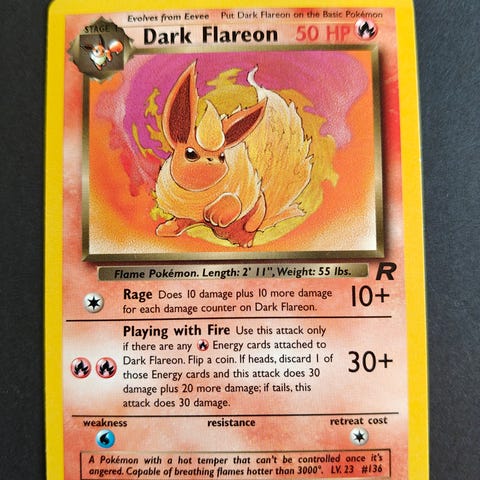 Evolves from Eevee Put Dark Flareon on the Basic Pokémon
STAGE 1
Dark Flareon 50 HP
Flame Pokémon. Length: 2' 11", Weight: 55 lbs.
R
Rage Does 10 damage plus 10 more damage
for each damage counter on Dark Flareon.
10+
Playing with Fire Use this attack only
if there are any Energy cards attached to
Dark Flareon. Flip a coin. If heads, discard 1 of
those Energy cards and this attack does 30
damage plus 20 more damage; if tails, this
attack does 30 damage.
30+
weakness resistance retreat cost
A Pokémon with a hot temper that can't be controlled once it's
angered. Capable of breathing flames hotter than 3000°. LV. 23 #136